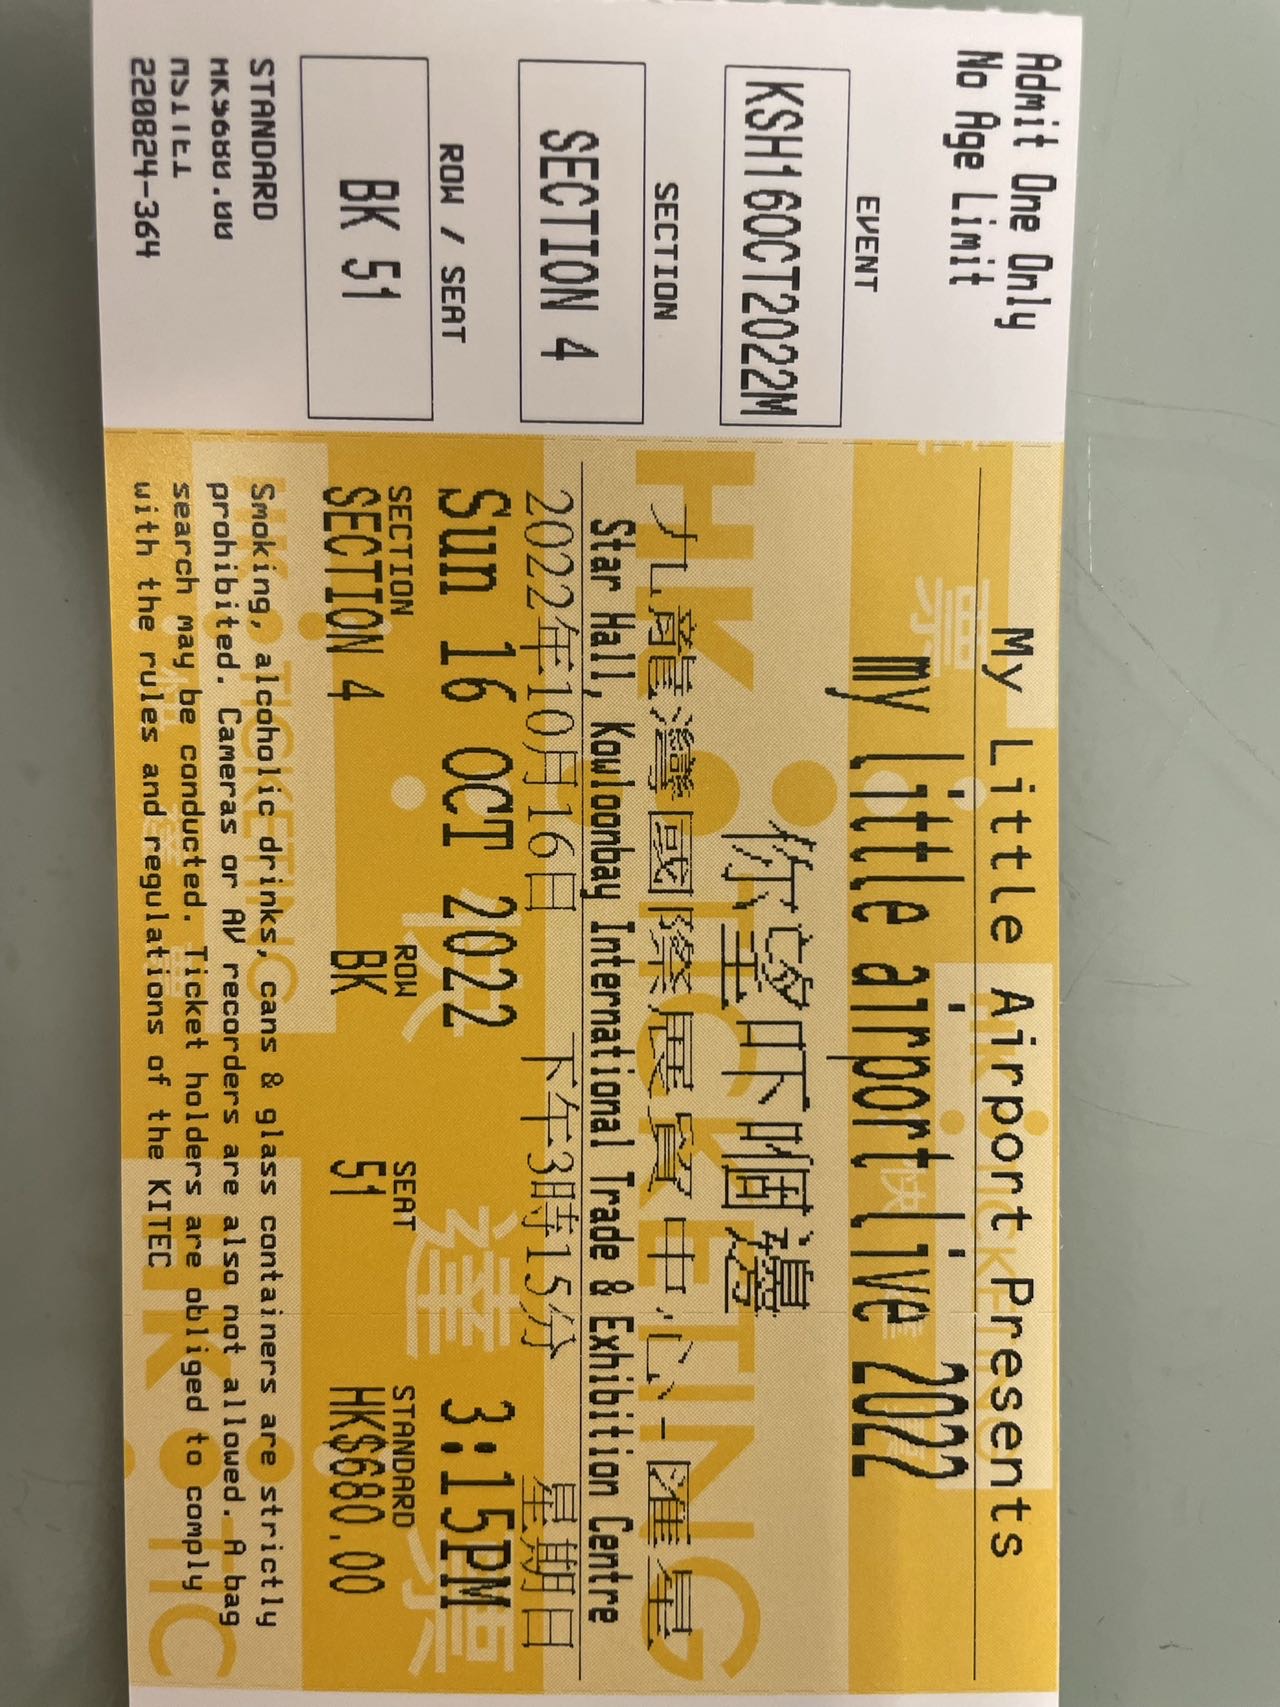 Admit One Only
No Age Limit
EVENT
KSH16OCT2022M
SECTION
SECTION 4
ROW / SEAT
BK 51
STANDARD
HK$680.00
220824-364
My Little Airport Presents
my little airport live 2022
你望吓個灣
九龍灣國際展貿中心-匯星
Star Hall, Kowloonbay International Trade & Exhibition Centre
2022年10月16日 下午3時15分 星期日
Sun 16 OCT 2022 3:15PM
SECTION ROW SEAT STANDARD
SECTION 4 BK 51 HK$680.00
Smoking, alcoholic drinks, cans & glass containers are strictly
prohibited. Cameras or AV recorders are also not allowed. A bag
search may be conducted. Ticket holders are obliged to comply
with the rules and regulations of the KITEC
HK TICKETING
快達票